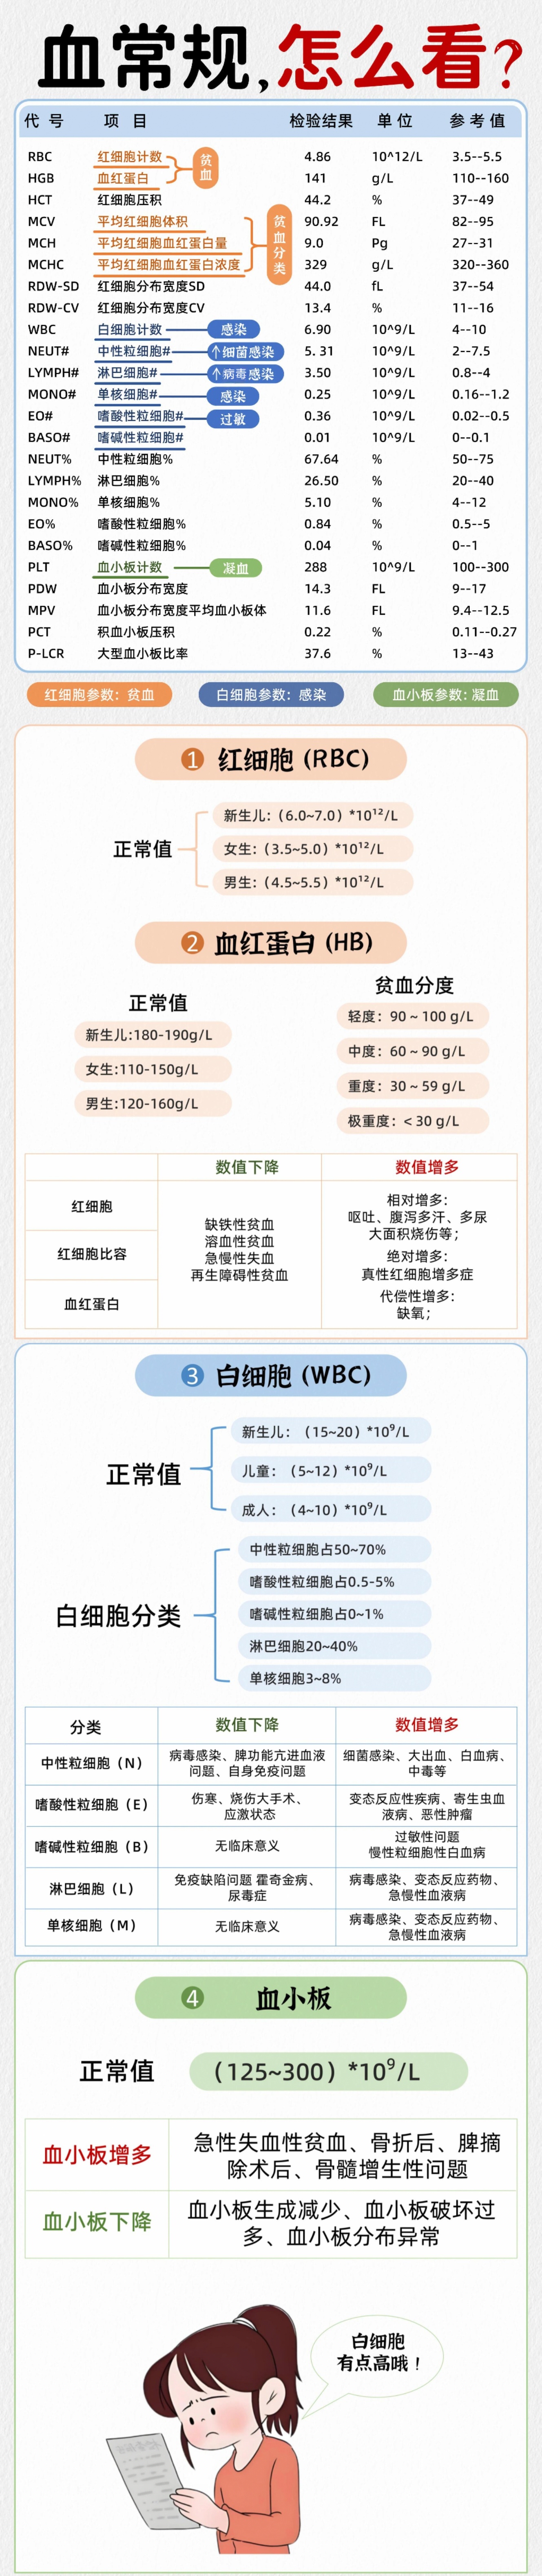 血常规,怎么看?
代 号 项 目 检验结果 单 位 参 考 值
RBC 红细胞计数 4.86 10^12/L 3.5--5.5
HGB 血红蛋白 141 g/L 110--160
贫血
HCT 红细胞压积 44.2 % 37--49
MCV 平均红细胞体积 90.92 FL 82--95
MCH 平均红细胞血红蛋白量 9.0 Pg 27--31
MCHC 平均红细胞血红蛋白浓度 329 g/L 320--360
贫血分类
RDW-SD 红细胞分布宽度SD 44.0 fL 37--54
RDW-CV 红细胞分布宽度CV 13.4 % 11--16
WBC 白细胞计数 感染 6.90 10^9/L 4--10
NEUT# 中性粒细胞# ↑细菌感染 5. 31 10^9/L 2--7.5
LYMPH# 淋巴细胞# ↑病毒感染 3.50 10^9/L 0.8--4
MONO# 单核细胞# 感染 0.25 10^9/L 0.16--1.2
EO# 嗜酸性粒细胞# 过敏 0.36 10^9/L 0.02--0.5
BASO# 嗜碱性粒细胞# 0.01 10^9/L 0--0.1
NEUT% 中性粒细胞% 67.64 % 50--75
LYMPH% 淋巴细胞% 26.50 % 20--40
MONO% 单核细胞% 5.10 % 4--12
EO% 嗜酸性粒细胞% 0.84 % 0.5--5
BASO% 嗜碱性粒细胞% 0.04 % 0--1
PLT 血小板计数 凝血 288 10^9/L 100--300
PDW 血小板分布宽度 14.3 FL 9--17
MPV 血小板分布宽度平均血小板体 11.6 FL 9.4--12.5
PCT 积血小板压积 0.22 % 0.11--0.27
P-LCR 大型血小板比率 37.6 % 13--43
红细胞参数：贫血 白细胞参数：感染 血小板参数：凝血
1 红细胞 (RBC)
正常值
新生儿:（6.0~7.0）*10¹²/L
女生:（3.5~5.0）*10¹²/L
男生:（4.5~5.5）*10¹²/L
2 血红蛋白 (HB)
正常值
新生儿:180-190g/L
女生:110-150g/L
男生:120-160g/L
贫血分度
轻度：90 ~ 100 g/L
中度：60 ~ 90 g/L
重度：30 ~ 59 g/L
极重度：< 30 g/L
数值下降 数值增多
红细胞
红细胞比容
血红蛋白
缺铁性贫血
溶血性贫血
急慢性失血
再生障碍性贫血
相对增多：
呕吐、腹泻多汗、多尿
大面积烧伤等；
绝对增多：
真性红细胞增多症
代偿性增多：
缺氧；
3 白细胞 (WBC)
正常值
新生儿：（15~20）*10⁹/L
儿童：（5~12）*10⁹/L
成人：（4~10）*10⁹/L
白细胞分类
中性粒细胞占50~70%
嗜酸性粒细胞占0.5-5%
嗜碱性粒细胞占0~1%
淋巴细胞20~40%
单核细胞3~8%
分类 数值下降 数值增多
中性粒细胞（N）
病毒感染、脾功能亢进血液
问题、自身免疫问题
细菌感染、大出血、白血病、
中毒等
嗜酸性粒细胞（E）
伤寒、烧伤大手术、
应激状态
变态反应性疾病、寄生虫血
液病、恶性肿瘤
嗜碱性粒细胞（B）
无临床意义
过敏性问题
慢性粒细胞性白血病
淋巴细胞（L）
免疫缺陷问题 霍奇金病、
尿毒症
病毒感染、变态反应药物、
急慢性血液病
单核细胞（M）
无临床意义
病毒感染、变态反应药物、
急慢性血液病
4 血小板
正常值 （125~300）*10⁹/L
血小板增多
急性失血性贫血、骨折后、脾摘
除术后、骨髓增生性问题
血小板下降
血小板生成减少、血小板破坏过
多、血小板分布异常
白细胞
有点高哦！